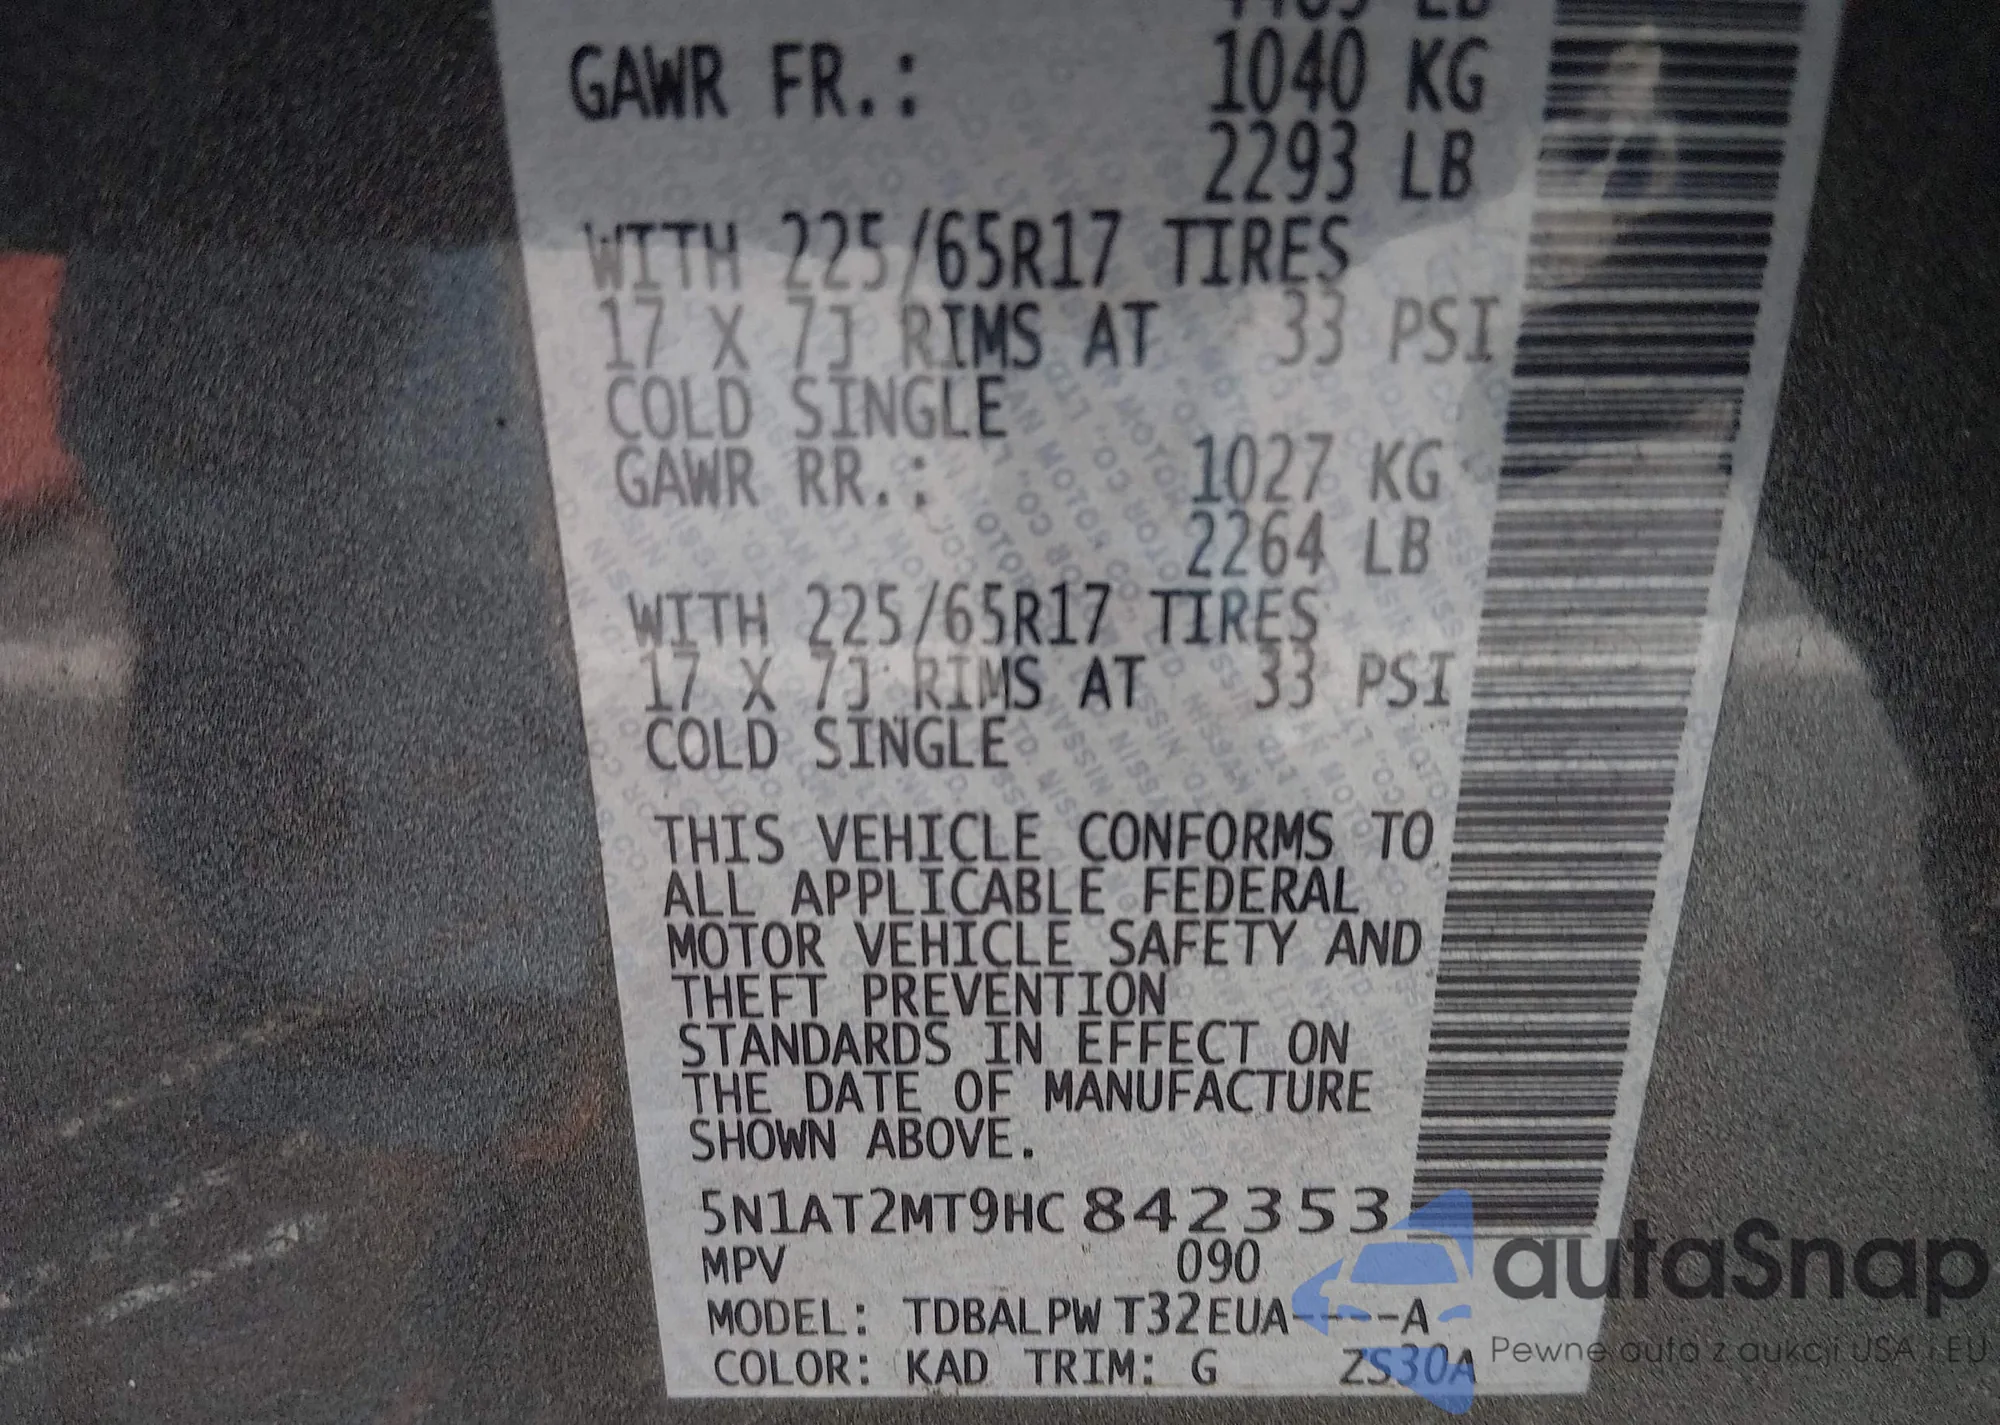 GAWR FR.: 1040 KG
2293 LB
WITH 225/65R17 TIRES
17 X 7J RIMS AT 33 PSI
COLD SINGLE
GAWR RR.: 1027 KG
2264 LB
WITH 225/65R17 TIRES
17 X 7J RIMS AT 33 PSI
COLD SINGLE
THIS VEHICLE CONFORMS TO
ALL APPLICABLE FEDERAL
MOTOR VEHICLE SAFETY AND
THEFT PREVENTION
STANDARDS IN EFFECT ON
THE DATE OF MANUFACTURE
SHOWN ABOVE.
5N1AT2MT9HC842353
MPV 090
MODEL: TDBALPW T32EUA----A
COLOR: KAD TRIM: G ZS30A
autaSnap
Pewne auta z aukcji USA i EU